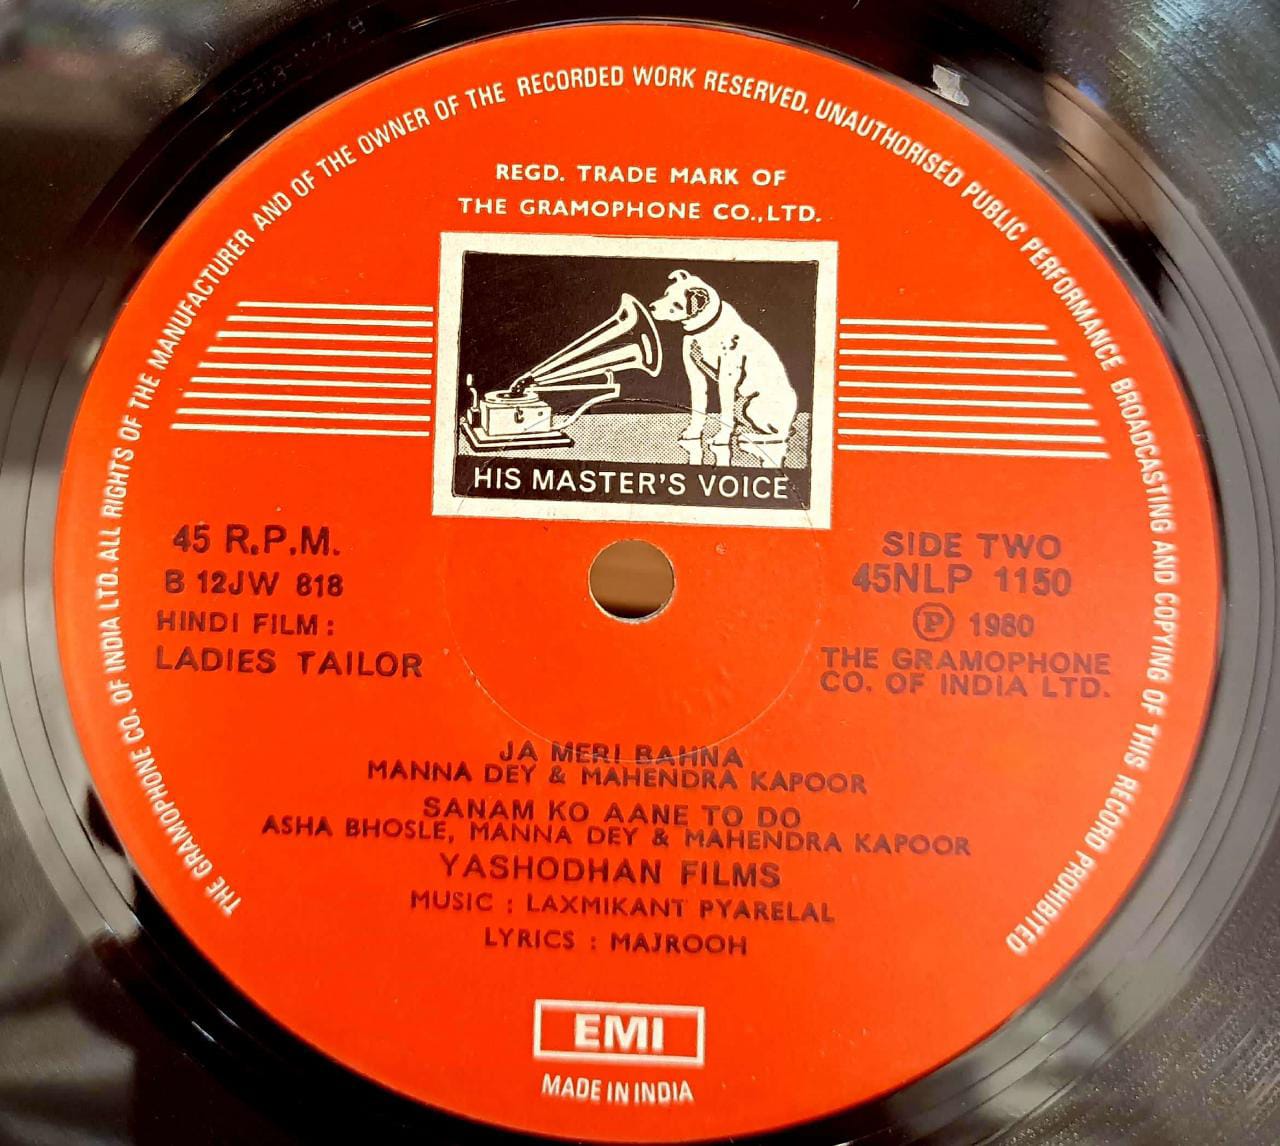 THE GRAMOPHONE CO. OF INDIA LTD. ALL RIGHTS OF THE MANUFACTURER AND OF THE OWNER OF THE RECORDED WORK RESERVED. UNAUTHORISED PUBLIC PERFORMANCE BROADCASTING AND COPYING OF THIS RECORD PROHIBITED
REGD. TRADE MARK OF
THE GRAMOPHONE CO.,LTD.
HIS MASTER'S VOICE
45 R.P.M.
B 12JW 818
HINDI FILM :
LADIES TAILOR
SIDE TWO
45NLP 1150
Ⓟ 1980
THE GRAMOPHONE
CO. OF INDIA LTD.
JA MERI BAHNA
MANNA DEY & MAHENDRA KAPOOR
SANAM KO AANE TO DO
ASHA BHOSLE, MANNA DEY & MAHENDRA KAPOOR
YASHODHAN FILMS
MUSIC : LAXMIKANT PYARELAL
LYRICS : MAJROOH
EMI
MADE IN INDIA